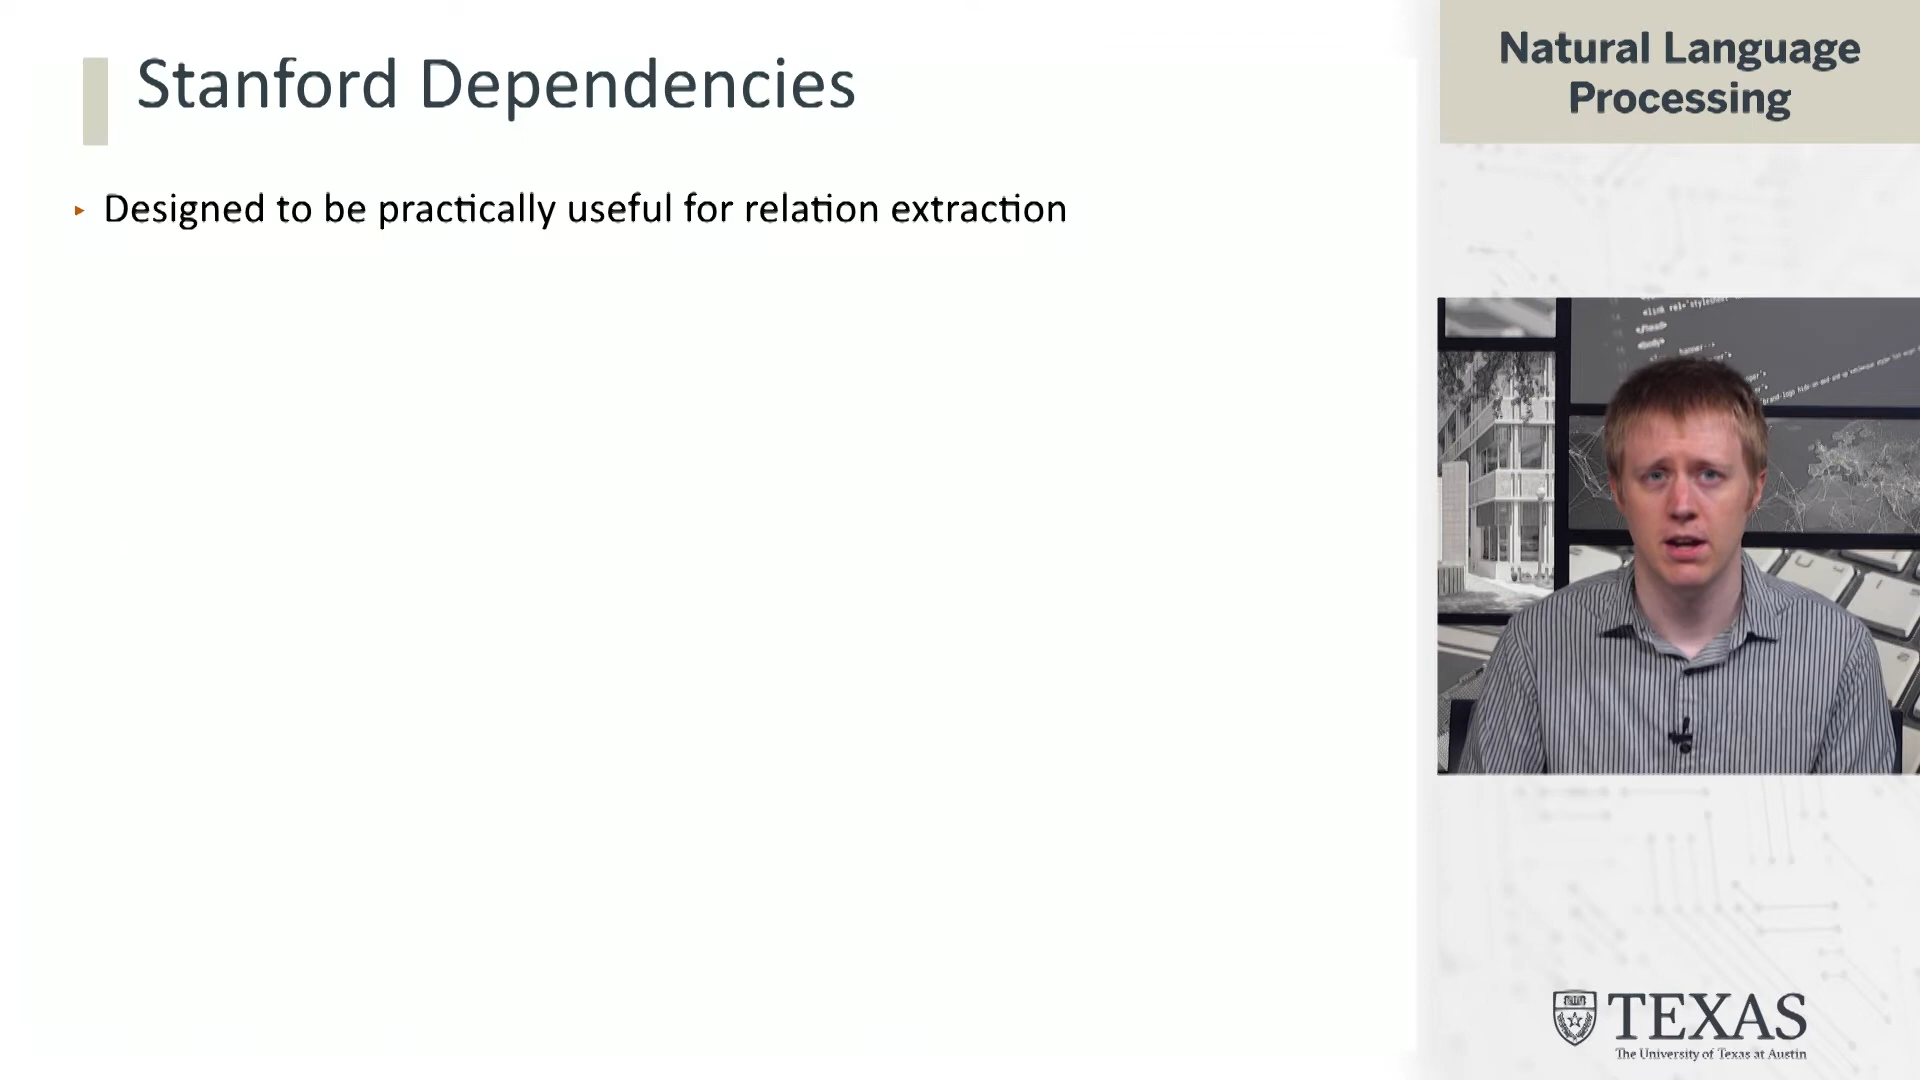 Stanford Dependencies
▸ Designed to be practically useful for relation extraction
Natural Language
Processing
TEXAS
The University of Texas at Austin